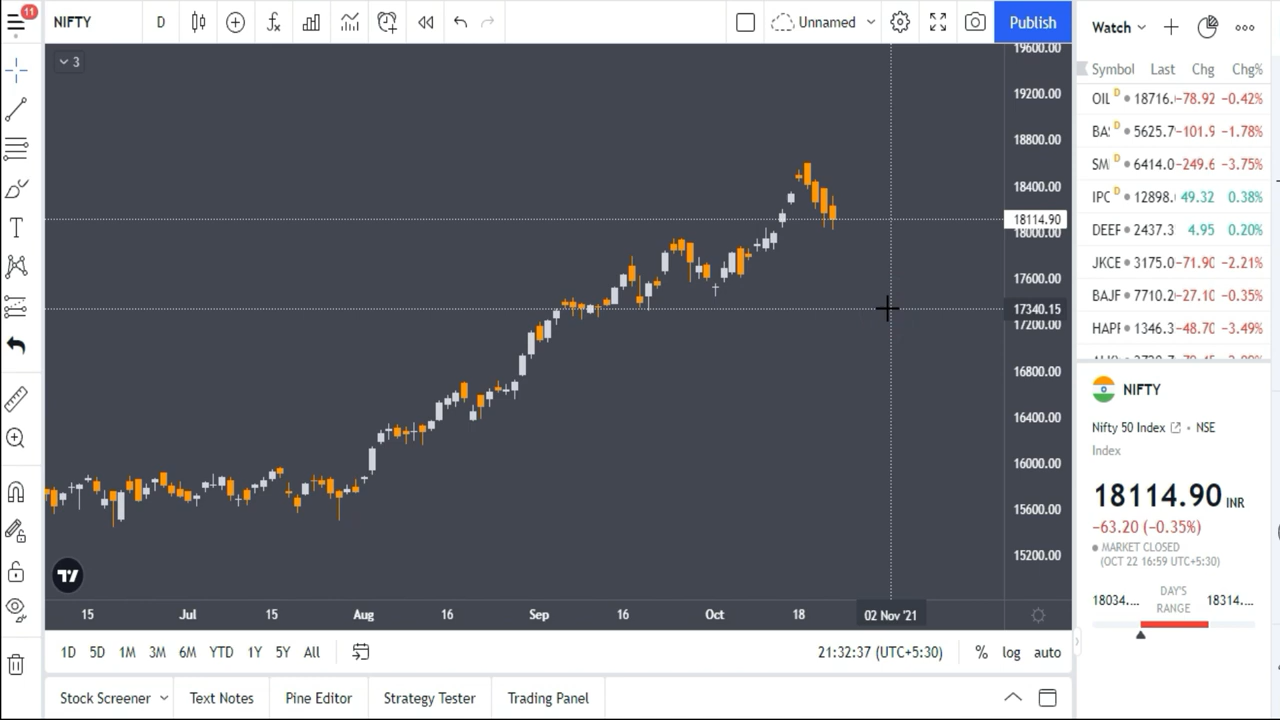 11
NIFTY
D
Unnamed
Publish
3
19600.00
19200.00
18800.00
18400.00
18114.90
18000.00
17600.00
17340.15
17200.00
16800.00
16400.00
16000.00
15600.00
15200.00
15 Jul 15 Aug 16 Sep 16 Oct 18 02 Nov '21
1D 5D 1M 3M 6M YTD 1Y 5Y All
21:32:37 (UTC+5:30) % log auto
Stock Screener Text Notes Pine Editor Strategy Tester Trading Panel
Watch
Symbol Last Chg Chg%
OIL D 18716. -78.92 -0.42%
BA D 5625.7 -101.9 -1.78%
SM D 6414.0 -249.6 -3.75%
IPC D 12898. 49.32 0.38%
DEEF 2437.3 4.95 0.20%
JKCE 3175.0 -71.90 -2.21%
BAJF 7710.2 -27.10 -0.35%
HAPF 1346.3 -48.70 -3.49%
NIFTY
Nifty 50 Index • NSE
Index
18114.90 INR
−63.20 (−0.35%)
MARKET CLOSED
(OCT 22 16:59 UTC+5:30)
18034.... DAY'S 18314....
RANGE